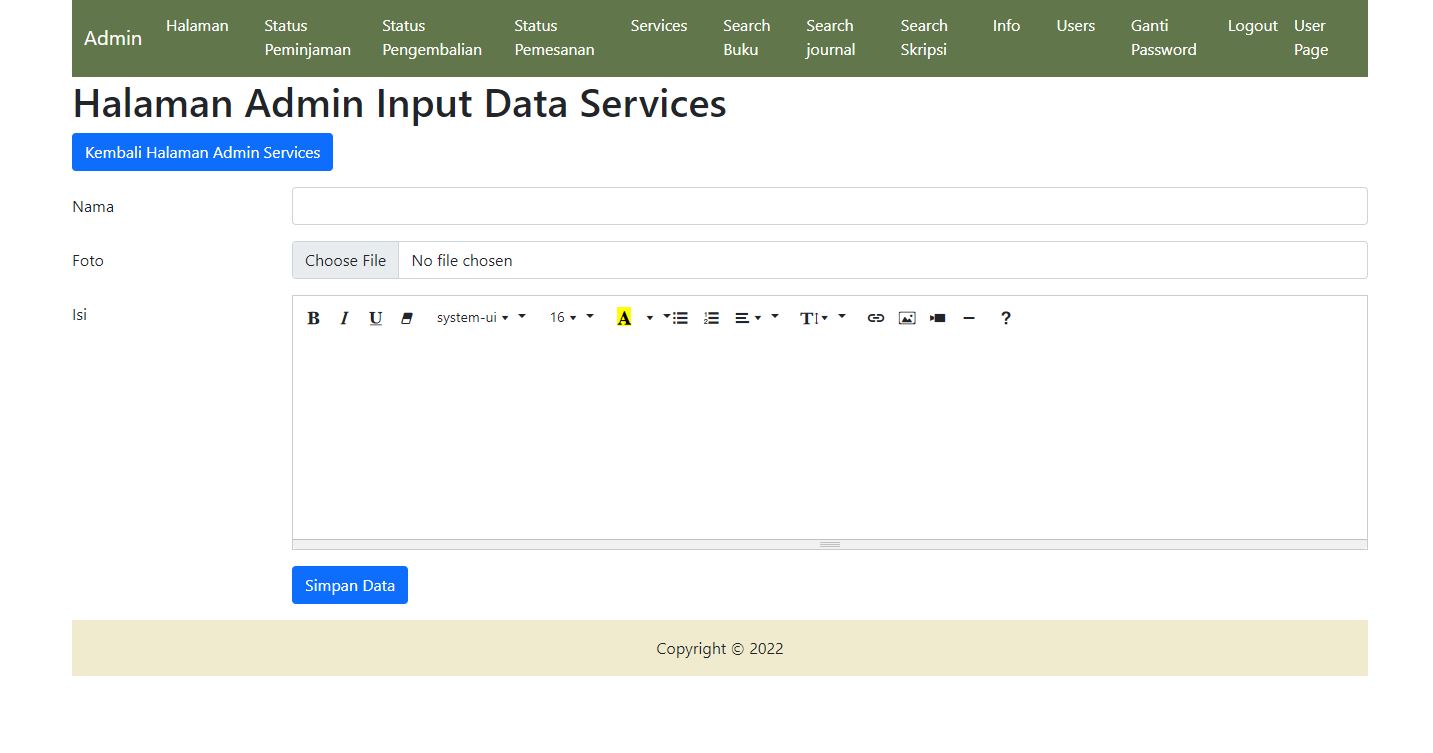 Admin
Halaman
Status Peminjaman
Status Pengembalian
Status Pemesanan
Services
Search Buku
Search journal
Search Skripsi
Info
Users
Ganti Password
Logout
User Page
Halaman Admin Input Data Services
Kembali Halaman Admin Services
Nama
Foto
Choose File No file chosen
Isi
B I U system-ui 16 A T ?
Simpan Data
Copyright © 2022